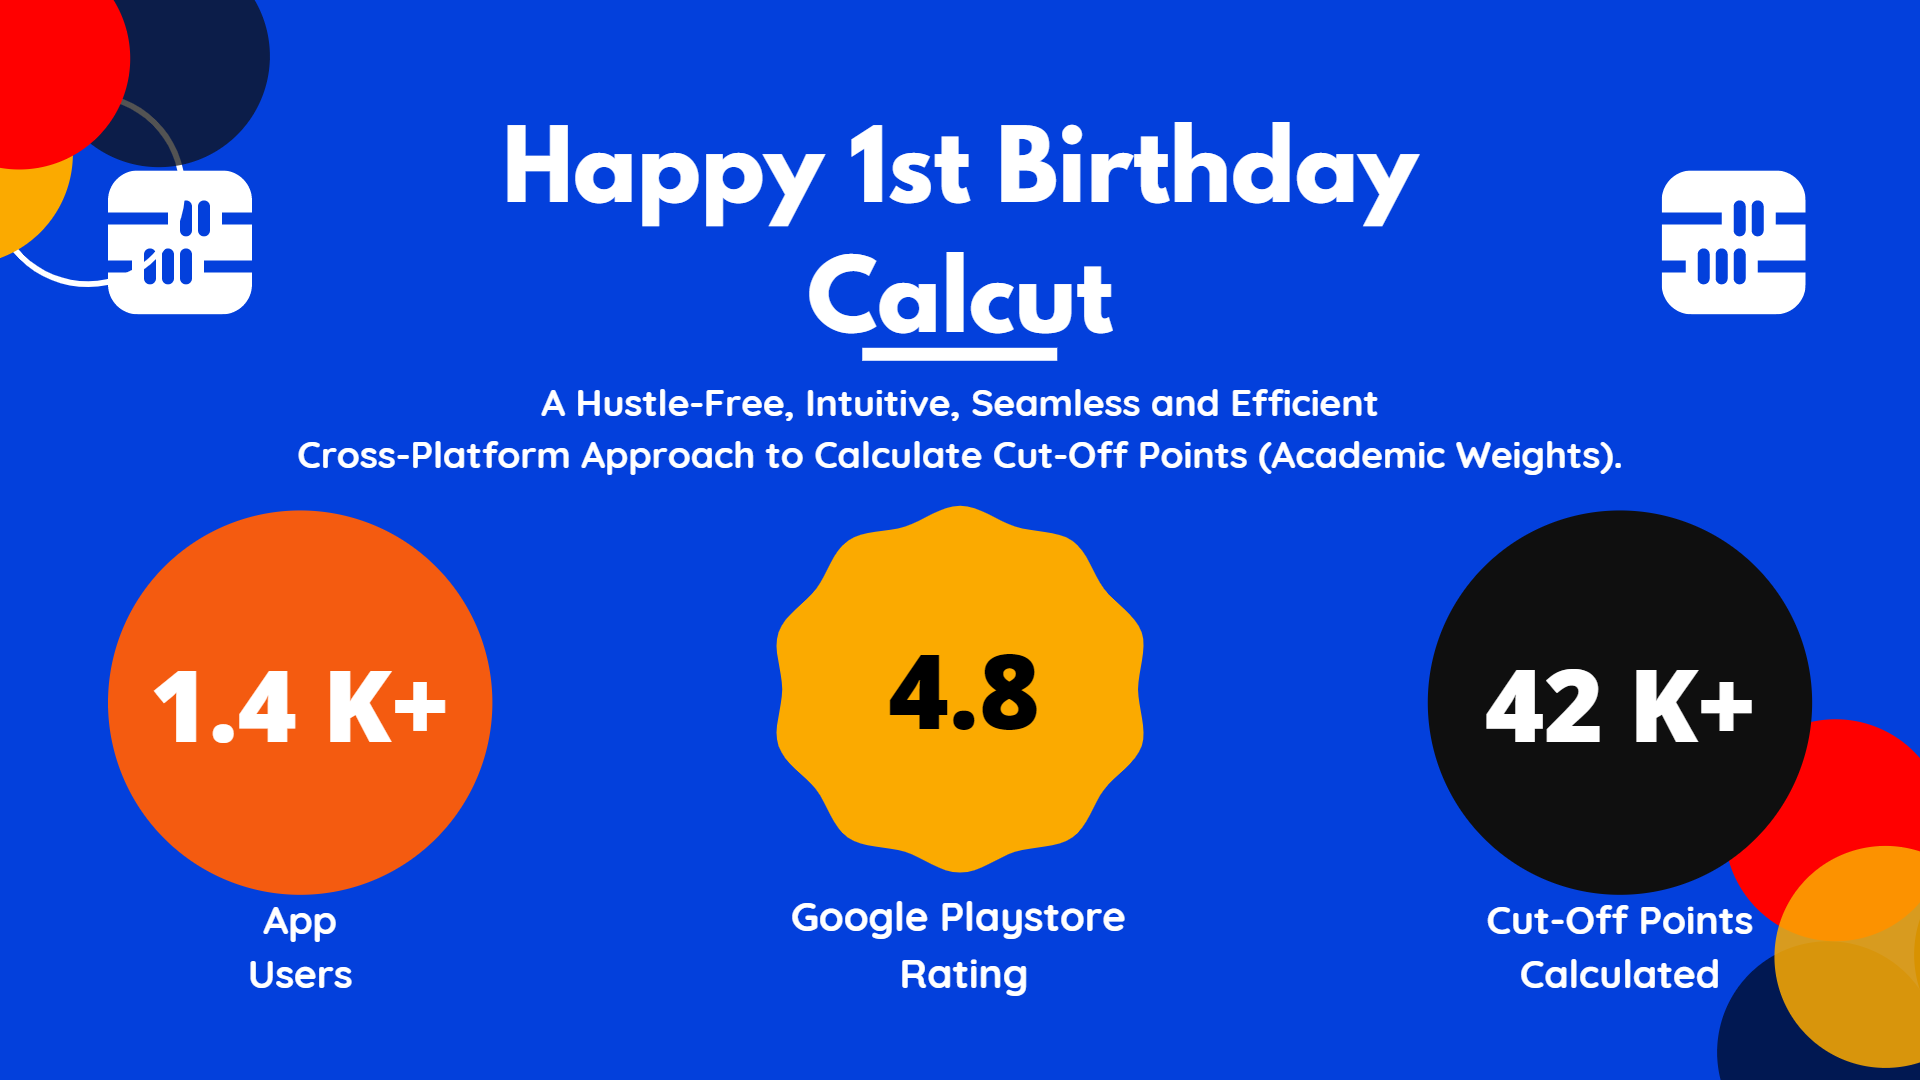 Happy 1st Birthday
Calcut
A Hustle-Free, Intuitive, Seamless and Efficient
Cross-Platform Approach to Calculate Cut-Off Points (Academic Weights).
1.4 K+
App
Users
4.8
Google Playstore
Rating
42 K+
Cut-Off Points
Calculated